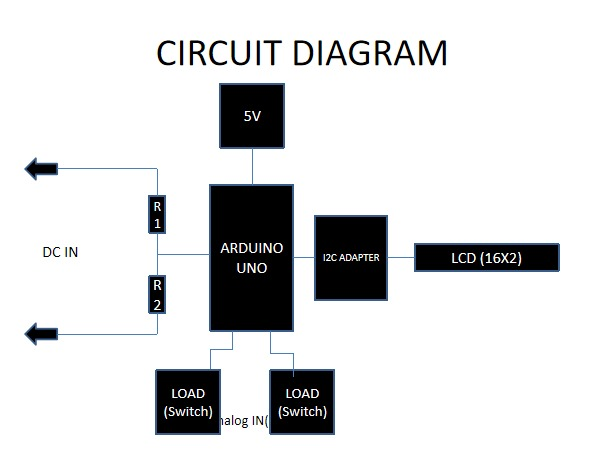 CIRCUIT DIAGRAM
5V
R
1
DC IN
ARDUINO
UNO
I2C ADAPTER
LCD (16X2)
R
2
LOAD
(Switch)
nalog IN(
LOAD
(Switch)